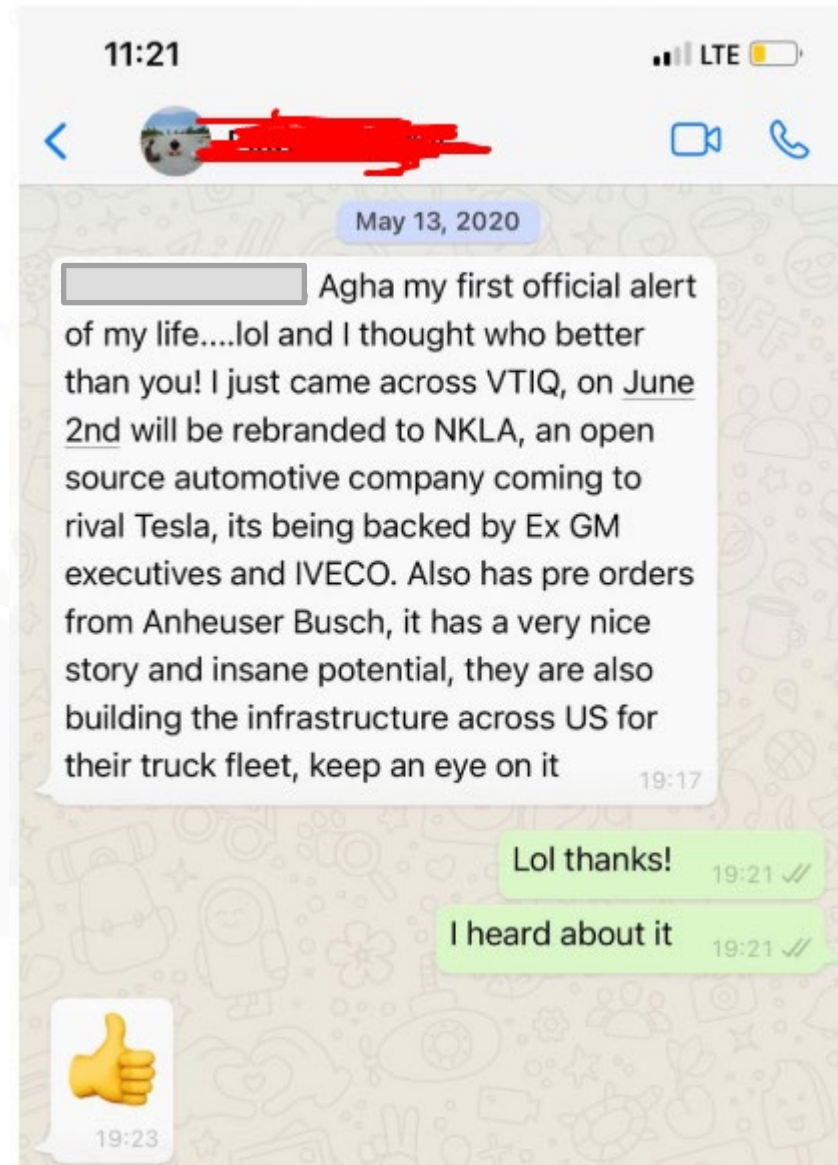 11:21
LTE
May 13, 2020
Agha my first official alert
of my life....lol and I thought who better
than you! I just came across VTIQ, on June
2nd will be rebranded to NKLA, an open
source automotive company coming to
rival Tesla, its being backed by Ex GM
executives and IVECO. Also has pre orders
from Anheuser Busch, it has a very nice
story and insane potential, they are also
building the infrastructure across US for
their truck fleet, keep an eye on it
19:17
Lol thanks!
19:21
I heard about it
19:21
👍
19:23